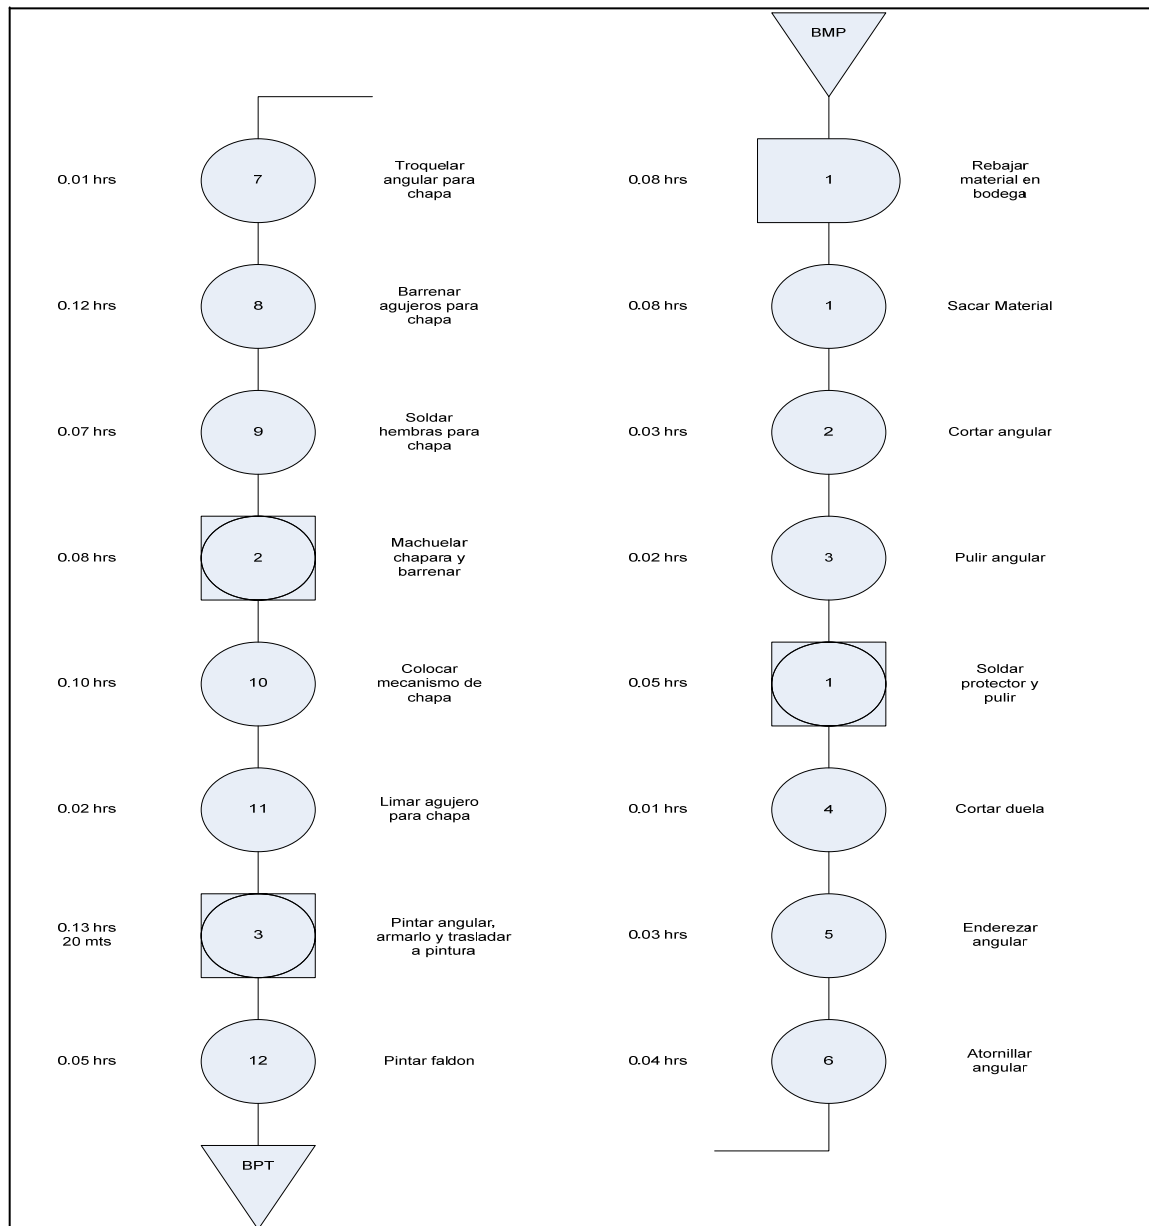 0.01 hrs
7
Troquelar
angular para
chapa
0.12 hrs
8
Barrenar
agujeros para
chapa
0.07 hrs
9
Soldar
hembras para
chapa
0.08 hrs
2
Machuelar
chapara y
barrenar
0.10 hrs
10
Colocar
mecanismo de
chapa
0.02 hrs
11
Limar agujero
para chapa
0.13 hrs
20 mts
3
Pintar angular,
armarlo y trasladar
a pintura
0.05 hrs
12
Pintar faldon
BPT
BMP
0.08 hrs
1
Rebajar
material en
bodega
0.08 hrs
1
Sacar Material
0.03 hrs
2
Cortar angular
0.02 hrs
3
Pulir angular
0.05 hrs
1
Soldar
protector y
pulir
0.01 hrs
4
Cortar duela
0.03 hrs
5
Enderezar
angular
0.04 hrs
6
Atornillar
angular